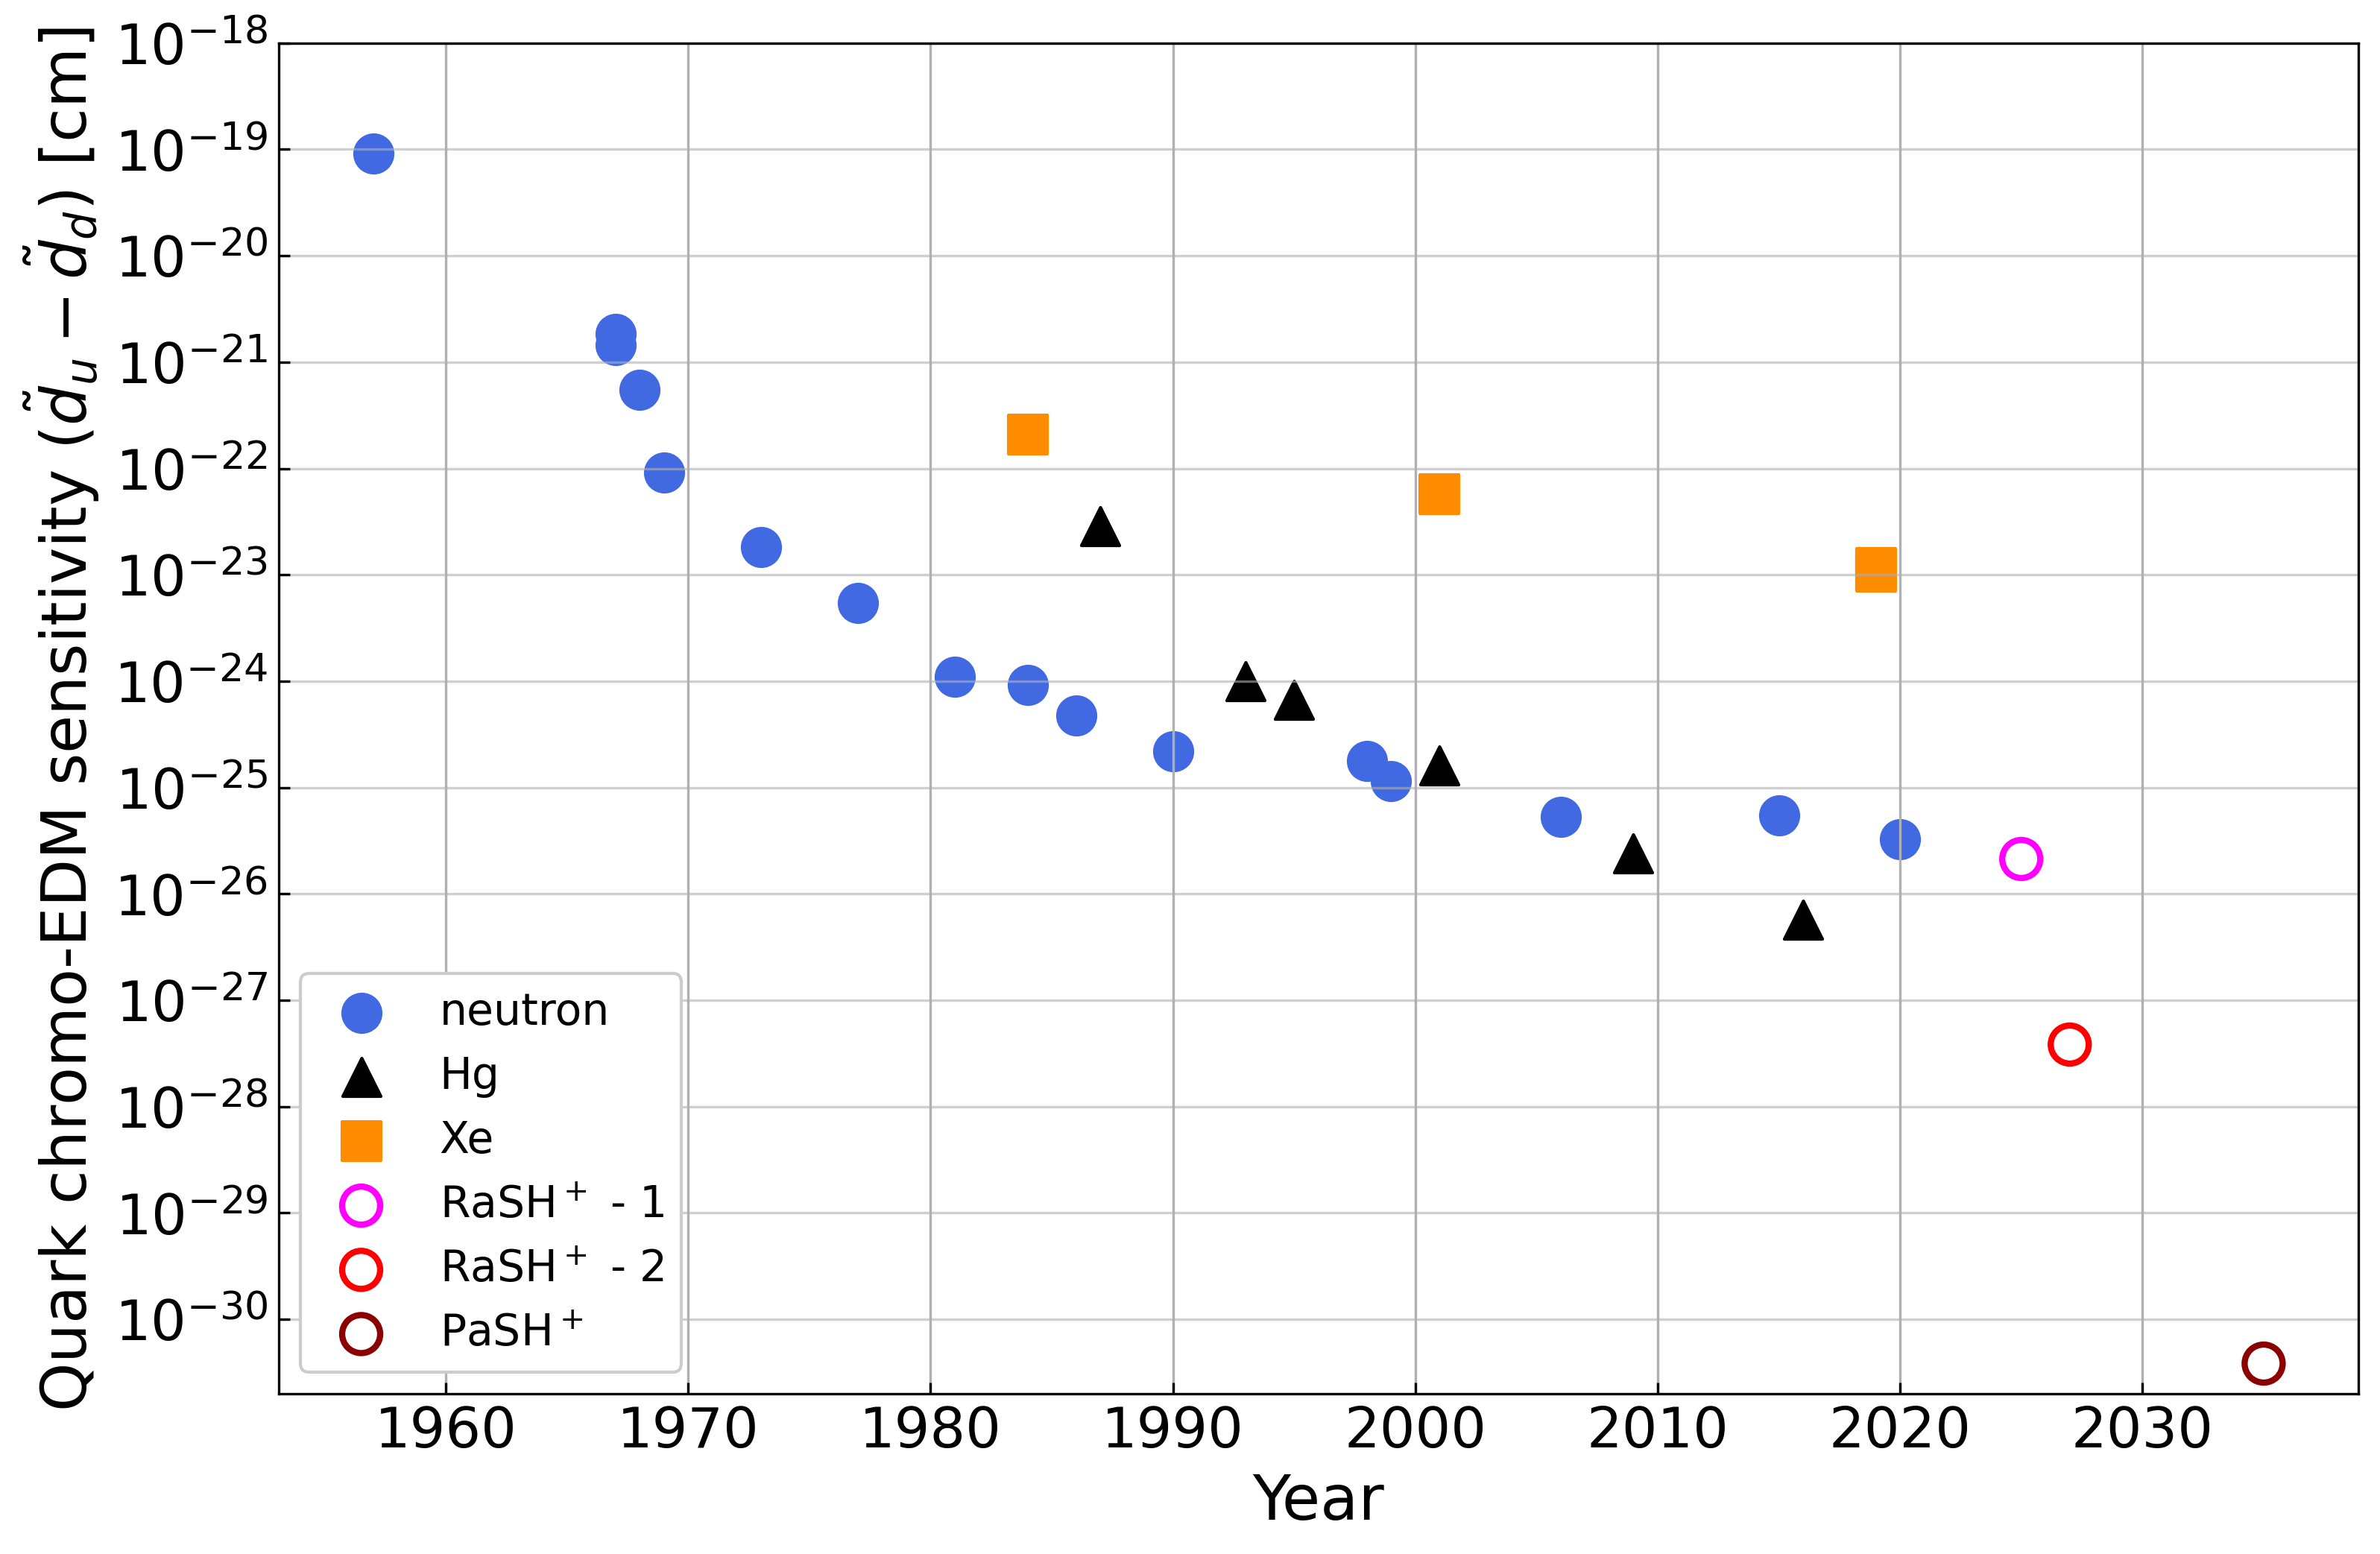 Quark chromo-EDM sensitivity (d̃ᵤ − d̃_d) [cm]
10⁻¹⁸
10⁻¹⁹
10⁻²⁰
10⁻²¹
10⁻²²
10⁻²³
10⁻²⁴
10⁻²⁵
10⁻²⁶
10⁻²⁷
10⁻²⁸
10⁻²⁹
10⁻³⁰
neutron
Hg
Xe
RaSH⁺ - 1
RaSH⁺ - 2
PaSH⁺
1960 1970 1980 1990 2000 2010 2020 2030
Year